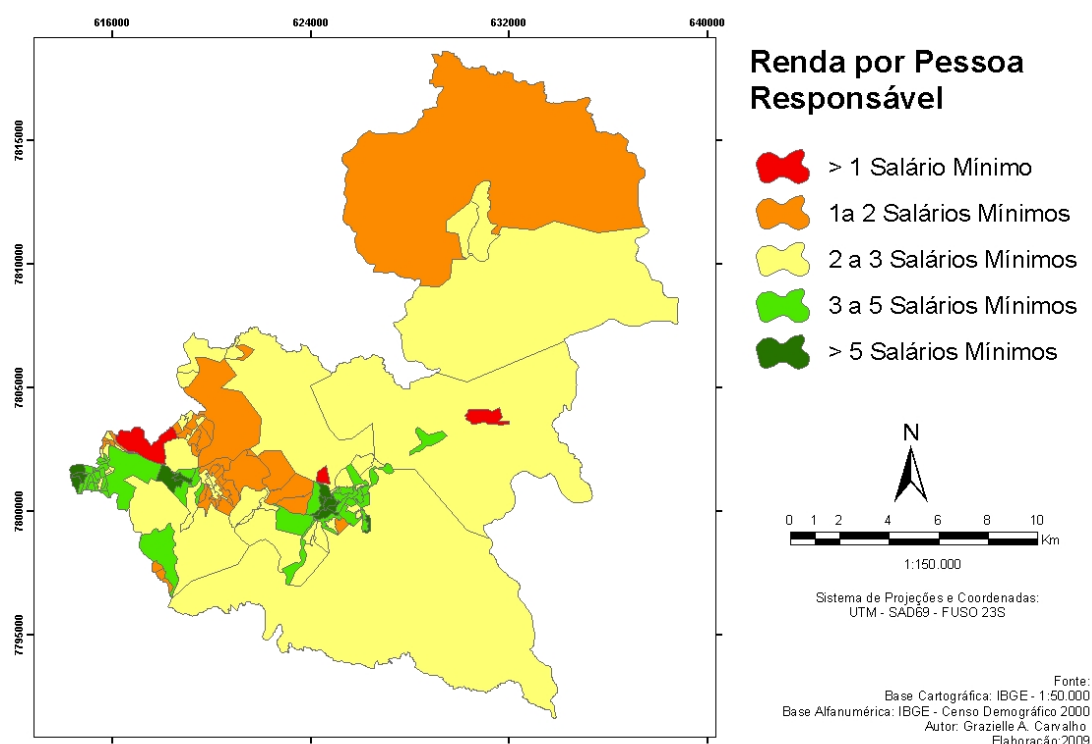 616000 624000 632000 640000
7815000
7810000
7805000
7800000
7795000
Renda por Pessoa
Responsável
> 1 Salário Mínimo
1a 2 Salários Mínimos
2 a 3 Salários Mínimos
3 a 5 Salários Mínimos
> 5 Salários Mínimos
N
0 1 2 4 6 8 10
Km
1:150.000
Sistema de Projeções e Coordenadas:
UTM - SAD69 - FUSO 23S
Fonte:
Base Cartográfica: IBGE - 1:50.000
Base Alfanumérica: IBGE - Censo Demográfico 2000
Autor: Grazielle A. Carvalho
Elaboração:2009